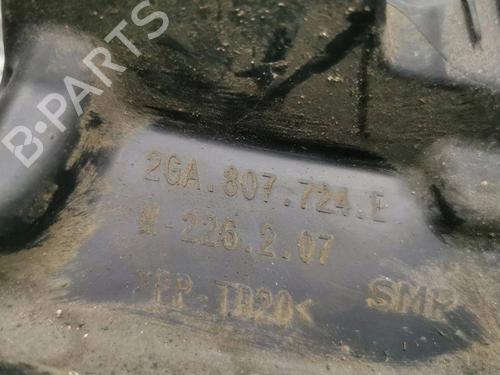 B-PARTS
2GA.807.724.E
M-226.2.07
>PP-TD20<
SMP